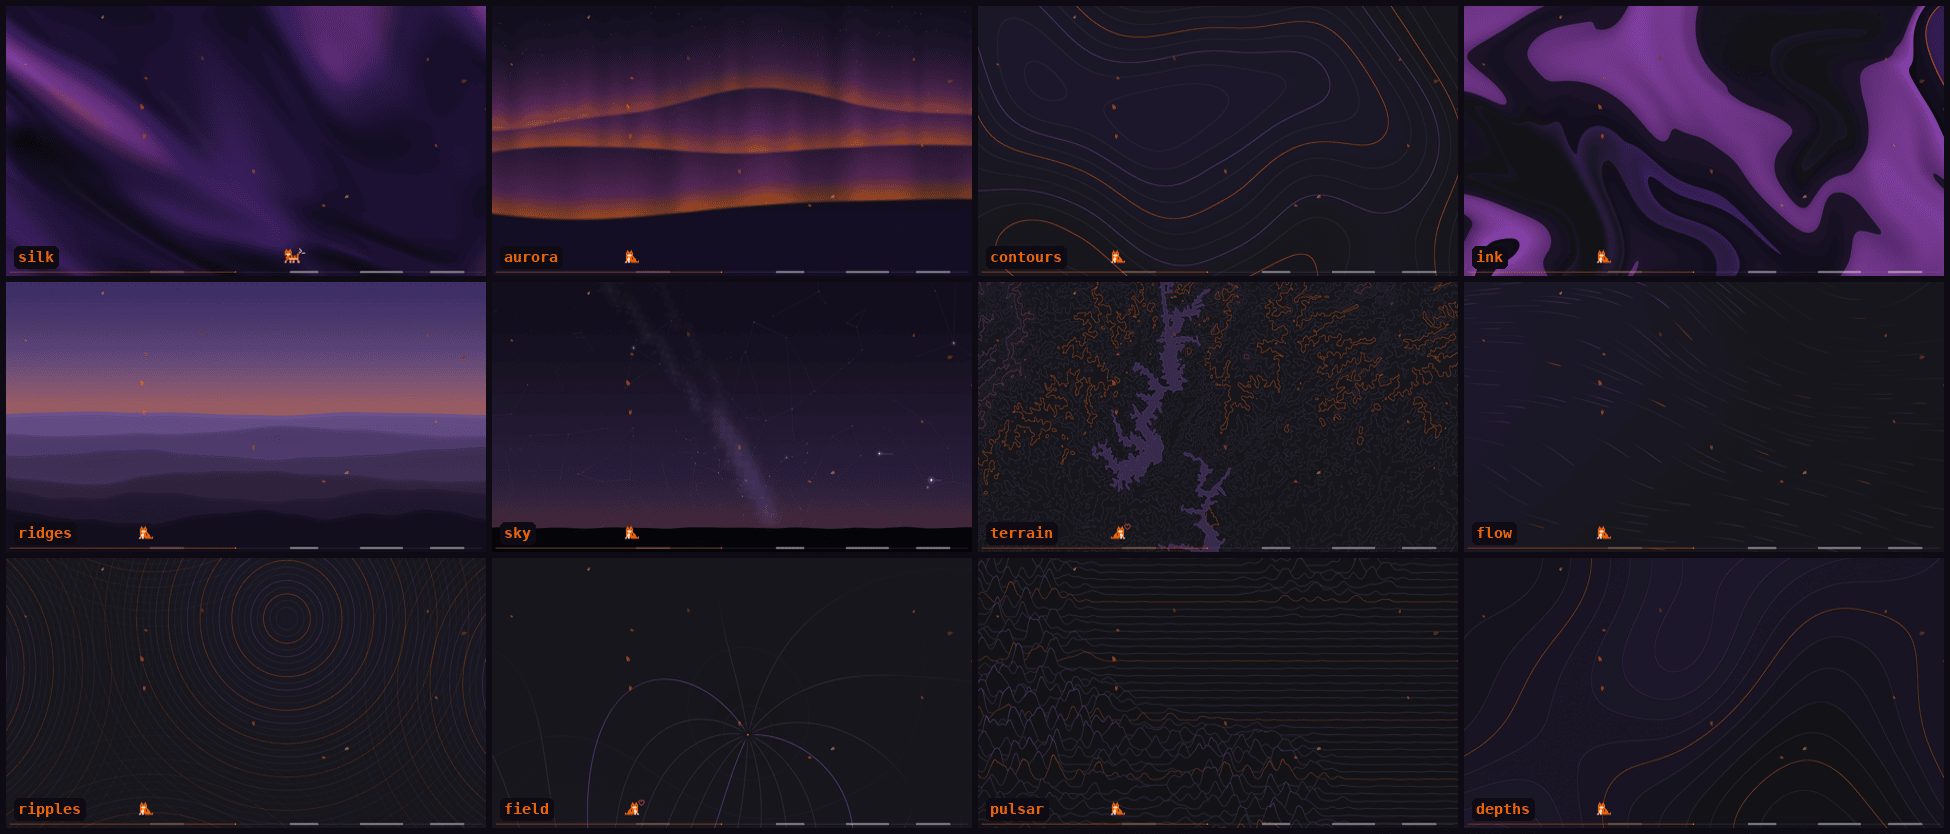 silk
aurora
contours
ink
ridges
sky
terrain
flow
ripples
field
pulsar
depths